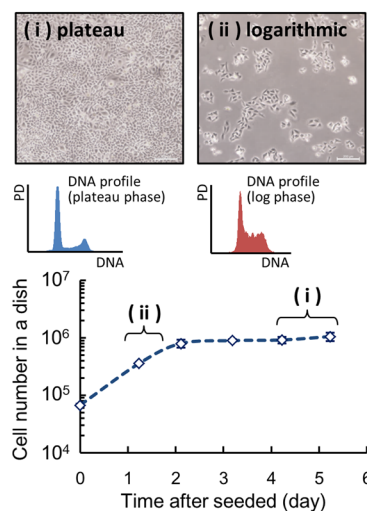 ( i ) plateau
( ii ) logarithmic
DNA profile
(plateau phase)
PD
DNA
DNA profile
(log phase)
PD
DNA
Cell number in a dish
10⁷
10⁶
10⁵
10⁴
( ii )
( i )
0 1 2 3 4 5 6
Time after seeded (day)